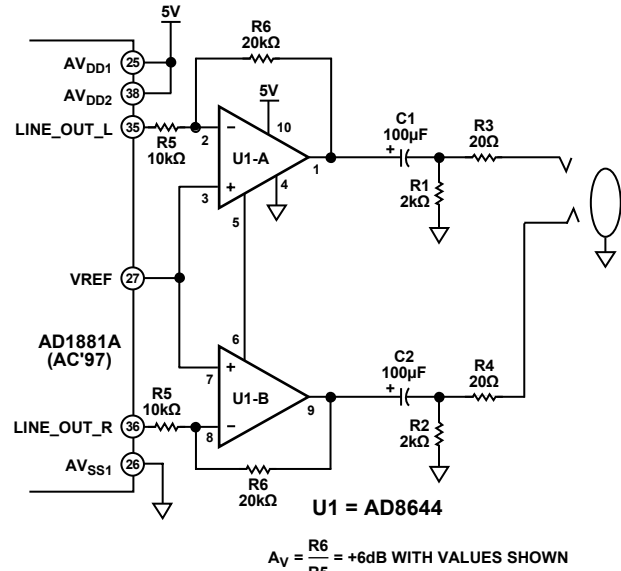 5V
R6
20kΩ
AVDD1
25
AVDD2
38
5V
LINE_OUT_L
35
R5
10kΩ
−
2
10
U1-A
1
4
+
3
5
C1
100µF
+
R3
20Ω
R1
2kΩ
VREF
27
AD1881A
(AC'97)
6
7
+
U1-B
9
C2
100µF
+
R4
20Ω
R5
10kΩ
LINE_OUT_R
36
8
−
R2
2kΩ
AVSS1
26
R6
20kΩ
U1 = AD8644
AV = R6/R5 = +6dB WITH VALUES SHOWN